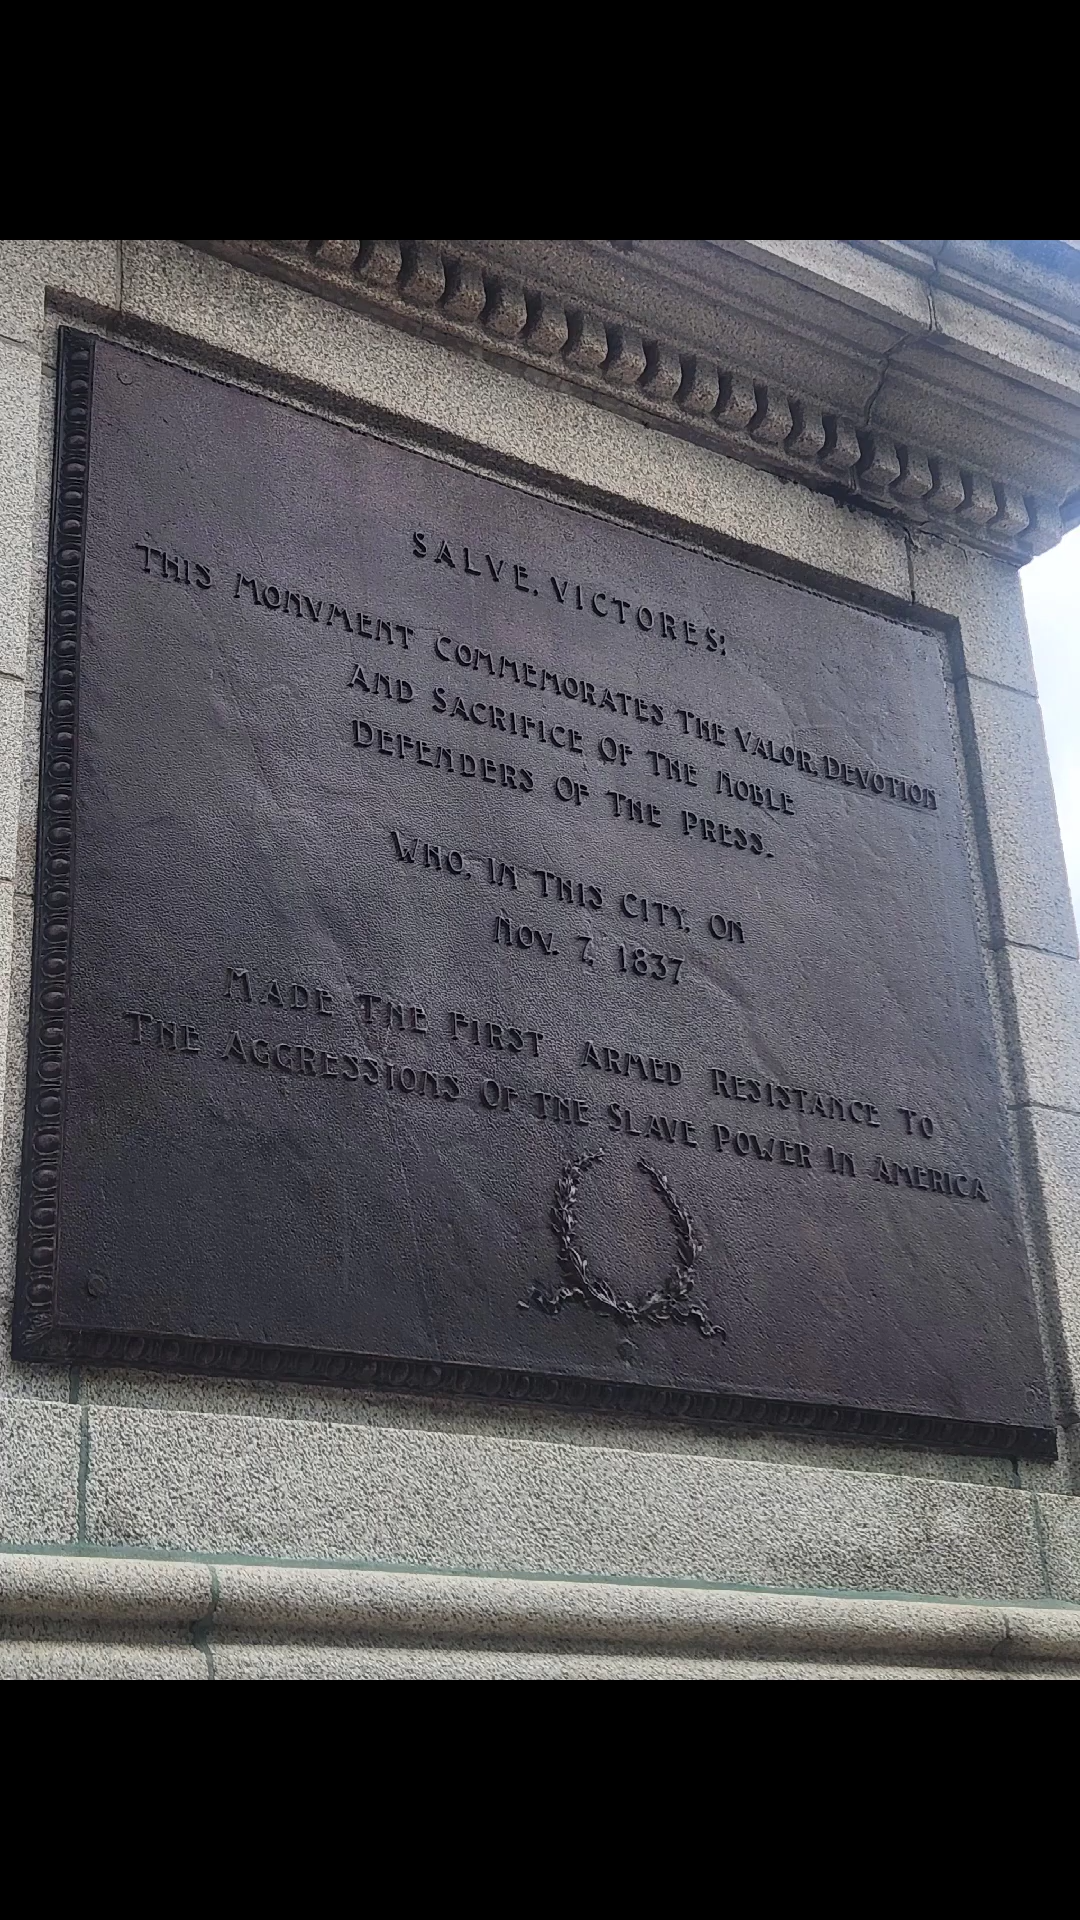 SALVE, VICTORES!
THIS MONVMENT COMMEMORATES THE VALOR, DEVOTION
AND SACRIFICE OF THE NOBLE
DEFENDERS OF THE PRESS.
WHO, IN THIS CITY, ON
NOV. 7, 1837
MADE THE FIRST ARMED RESISTANCE TO
THE AGGRESSIONS OF THE SLAVE POWER IN AMERICA